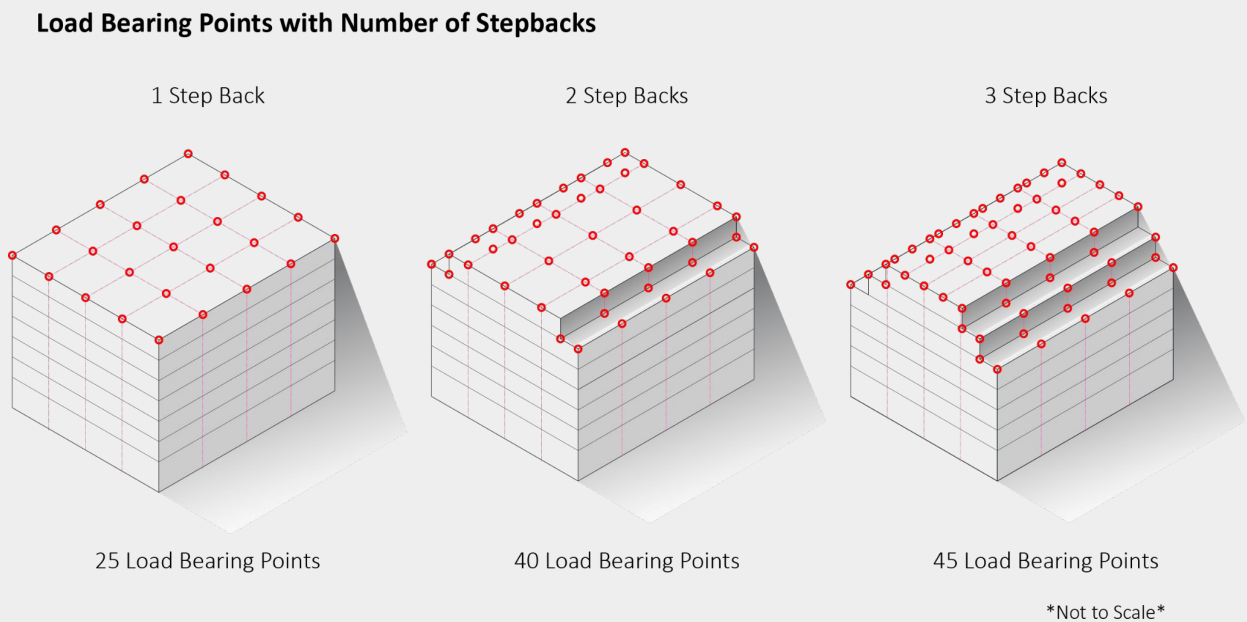 Load Bearing Points with Number of Stepbacks
1 Step Back
2 Step Backs
3 Step Backs
25 Load Bearing Points
40 Load Bearing Points
45 Load Bearing Points
*Not to Scale*